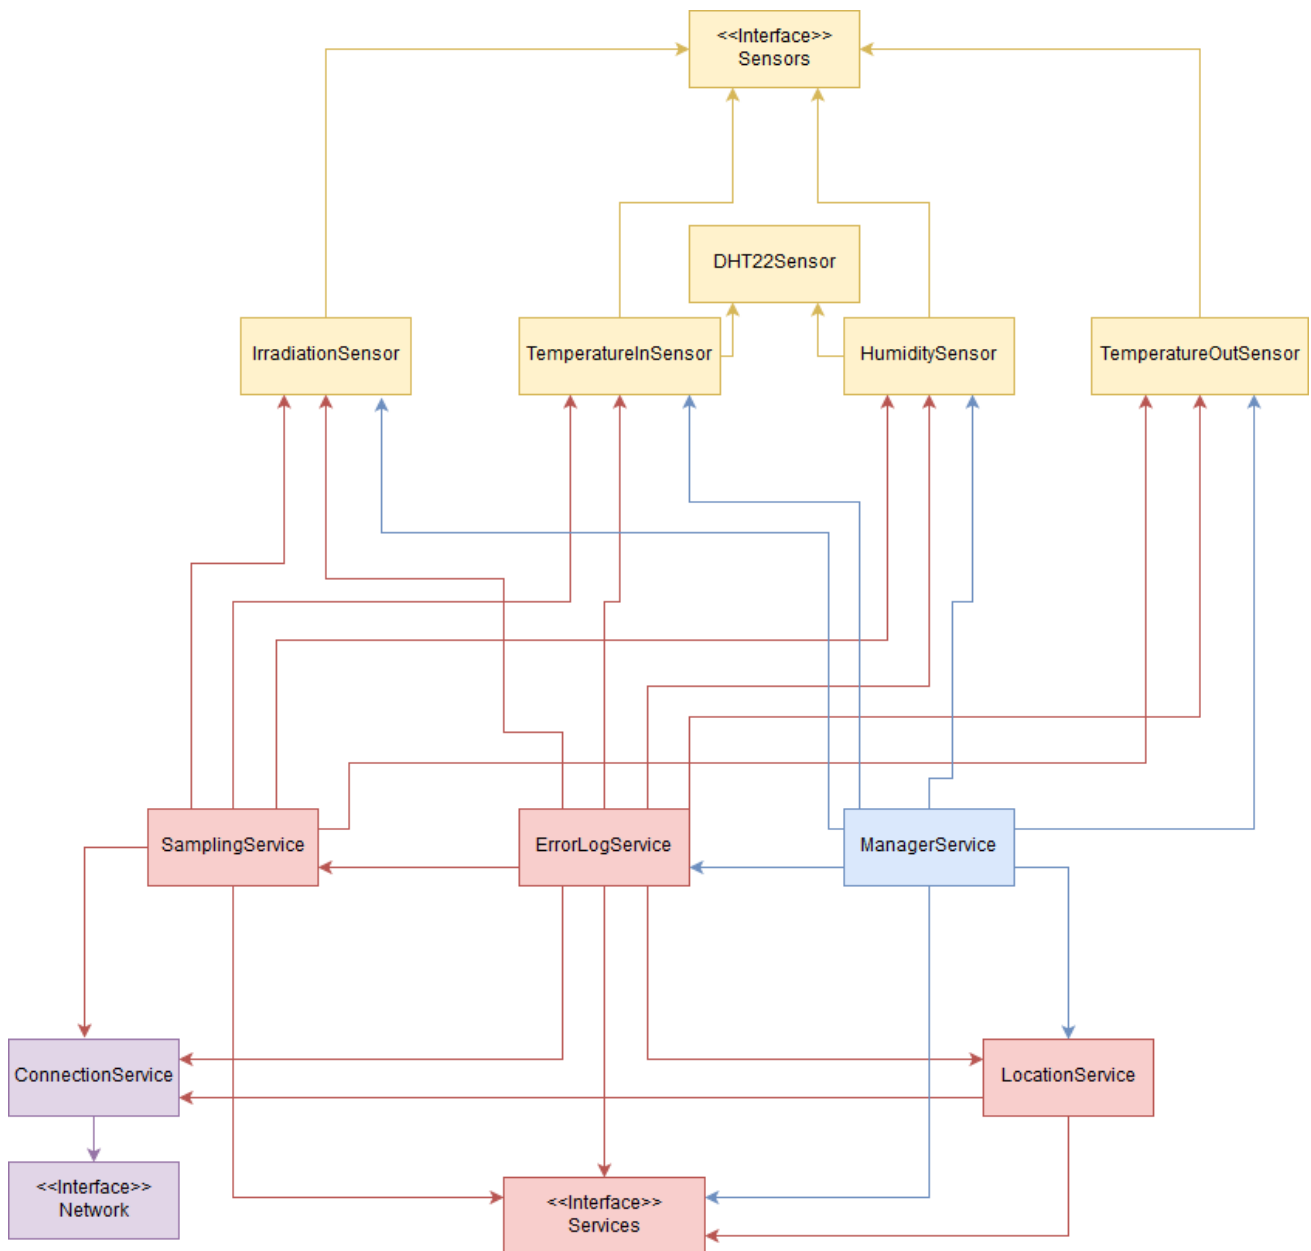 <<Interface>>
Sensors
DHT22Sensor
IrradiationSensor
TemperatureInSensor
HumiditySensor
TemperatureOutSensor
SamplingService
ErrorLogService
ManagerService
ConnectionService
LocationService
<<Interface>>
Network
<<Interface>>
Services